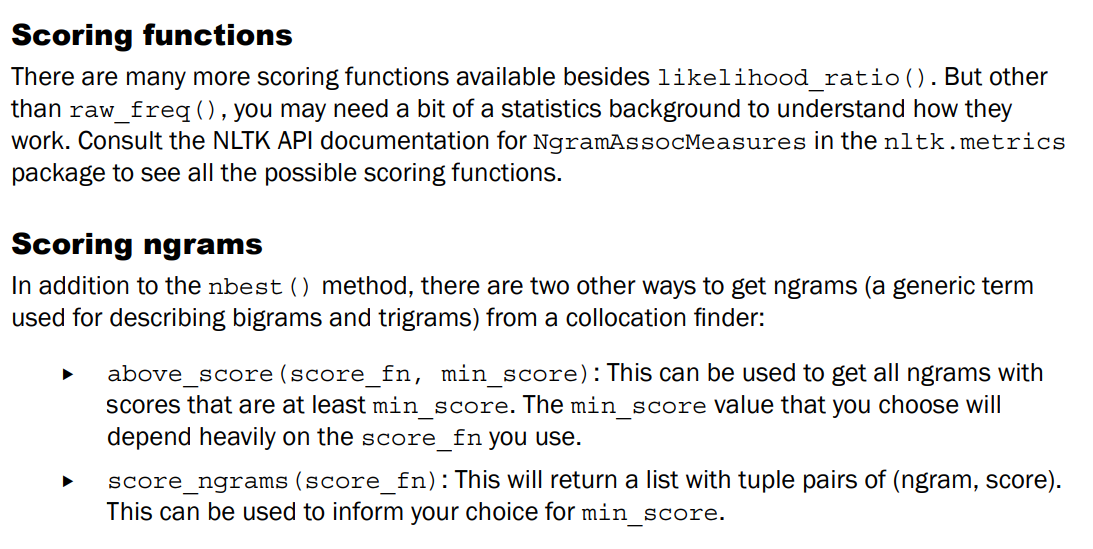 Scoring functions
There are many more scoring functions available besides likelihood_ratio(). But other
than raw_freq(), you may need a bit of a statistics background to understand how they
work. Consult the NLTK API documentation for NgramAssocMeasures in the nltk.metrics
package to see all the possible scoring functions.
Scoring ngrams
In addition to the nbest() method, there are two other ways to get ngrams (a generic term
used for describing bigrams and trigrams) from a collocation finder:
▶ above_score(score_fn, min_score): This can be used to get all ngrams with
scores that are at least min_score. The min_score value that you choose will
depend heavily on the score_fn you use.
▶ score_ngrams(score_fn): This will return a list with tuple pairs of (ngram, score).
This can be used to inform your choice for min_score.